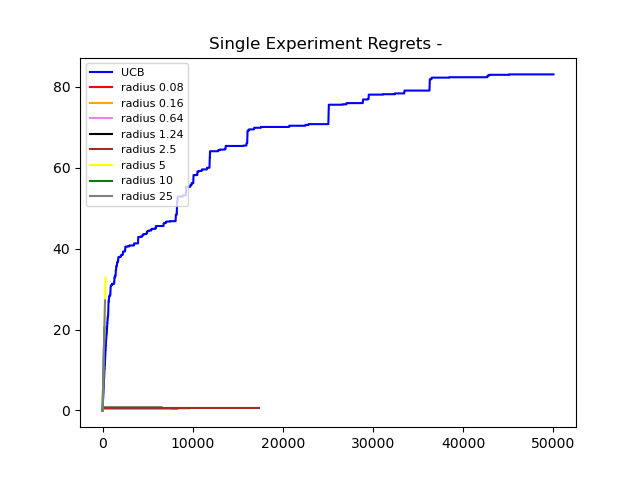 Single Experiment Regrets -
UCB
radius 0.08
radius 0.16
radius 0.64
radius 1.24
radius 2.5
radius 5
radius 10
radius 25
80
60
40
20
0
0 10000 20000 30000 40000 50000